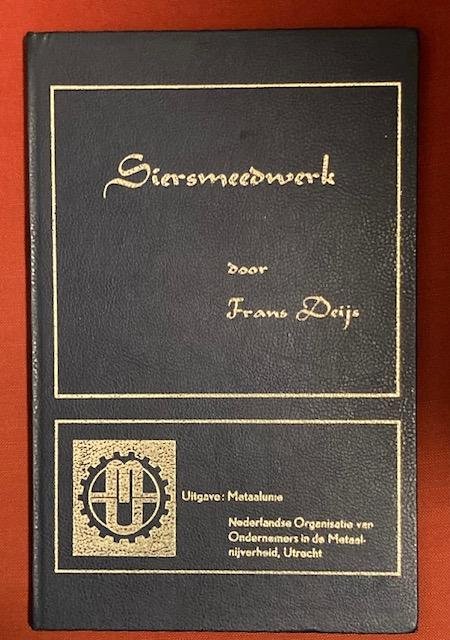 Siersmeedwerk
door
Frans Deijs
Uitgave: Metaalunie
Nederlandse Organisatie van
Ondernemers in de Metaal-
nijverheid, Utrecht